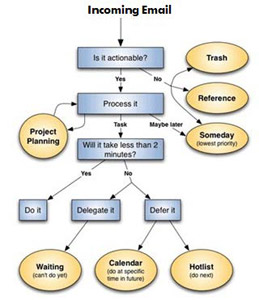 Incoming Email
Is it actionable?
Trash
Yes
No
Reference
Process it
Project
Planning
Task
Maybe later
Someday
(lowest priority)
Will it take less than 2
minutes?
Yes
No
Do it
Delegate it
Defer it
Waiting
(can't do yet)
Calendar
(do at specific
time in future)
Hotlist
(do next)